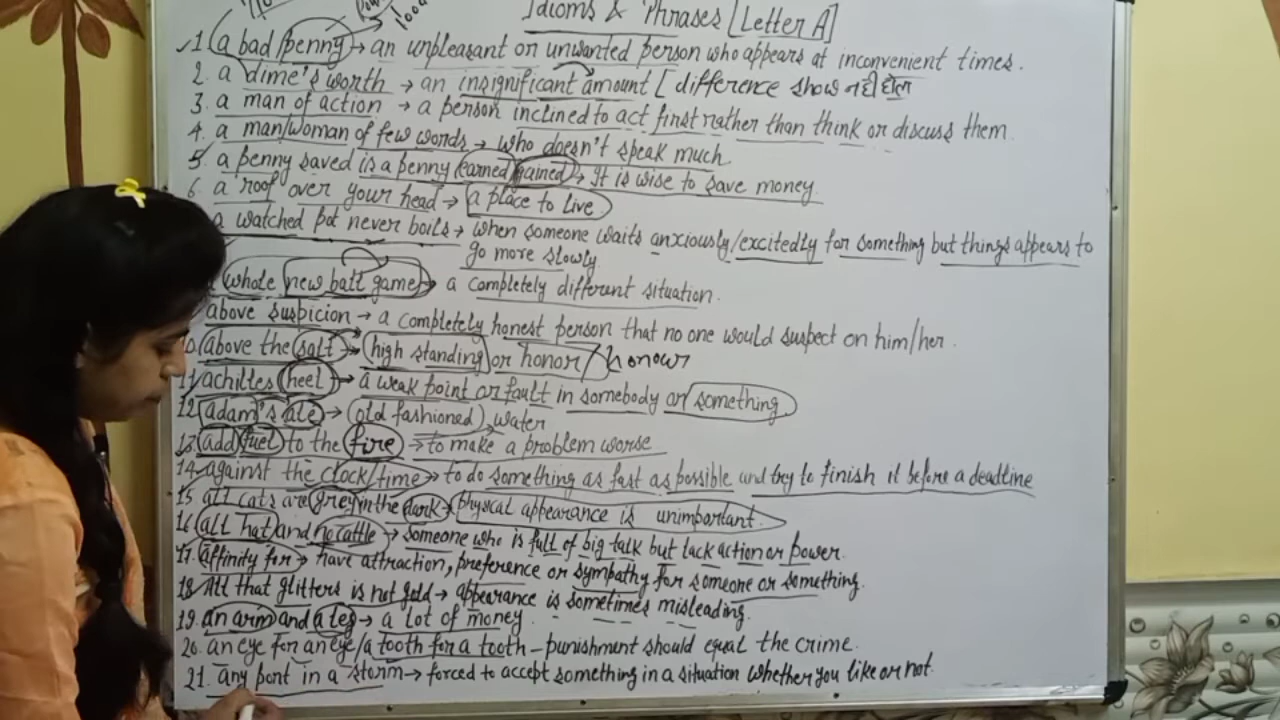 Idioms & Phrases [Letter A]
1. a bad penny → an unpleasant or unwanted person who appears at inconvenient times.
2. a dime's worth → an insignificant amount [ difference show नही होता
3. a man of action → a person inclined to act first rather than think or discuss them.
4. a man/woman of few words → who doesn't speak much.
5. a penny saved is a penny earned/gained → It is wise to save money.
6. a roof over your head → a place to live
a watched pot never boils → when someone waits anxiously/excitedly for something but things appears to
go more slowly
whole new ball game → a completely different situation.
above suspicion → a completely honest person that no one would suspect on him/her.
10. above the salt → high standing or honor / honour
11. achilles heel → a weak point or fault in somebody or something
12. adam's ale → old fashioned water
13. add fuel to the fire → to make a problem worse
14. against the clock/time → to do something as fast as possible and try to finish it before a deadline
15. all cats are grey in the dark → physical appearance is unimportant.
16. all hat and no cattle → someone who is full of big talk but lack action or power.
17. affinity for → have attraction, preference or sympathy for someone or something.
18. All that glitters is not gold → appearance is sometimes misleading.
19. an arm and a leg → a lot of money.
20. an eye for an eye/a tooth for a tooth - punishment should equal the crime.
21. any port in a storm → forced to accept something in a situation whether you like or not.